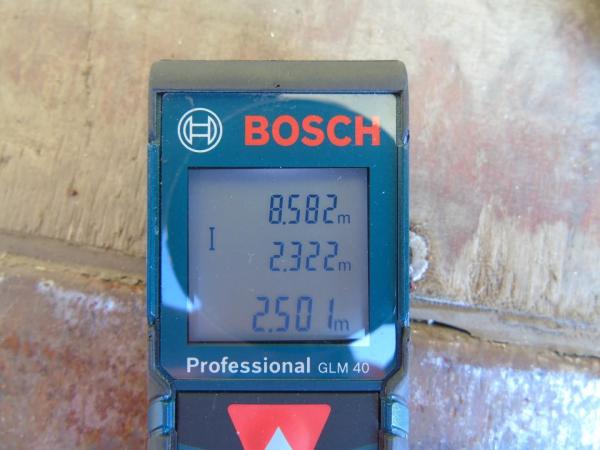 BOSCH
8.582m
I
2.322m
2.501m
Professional GLM 40